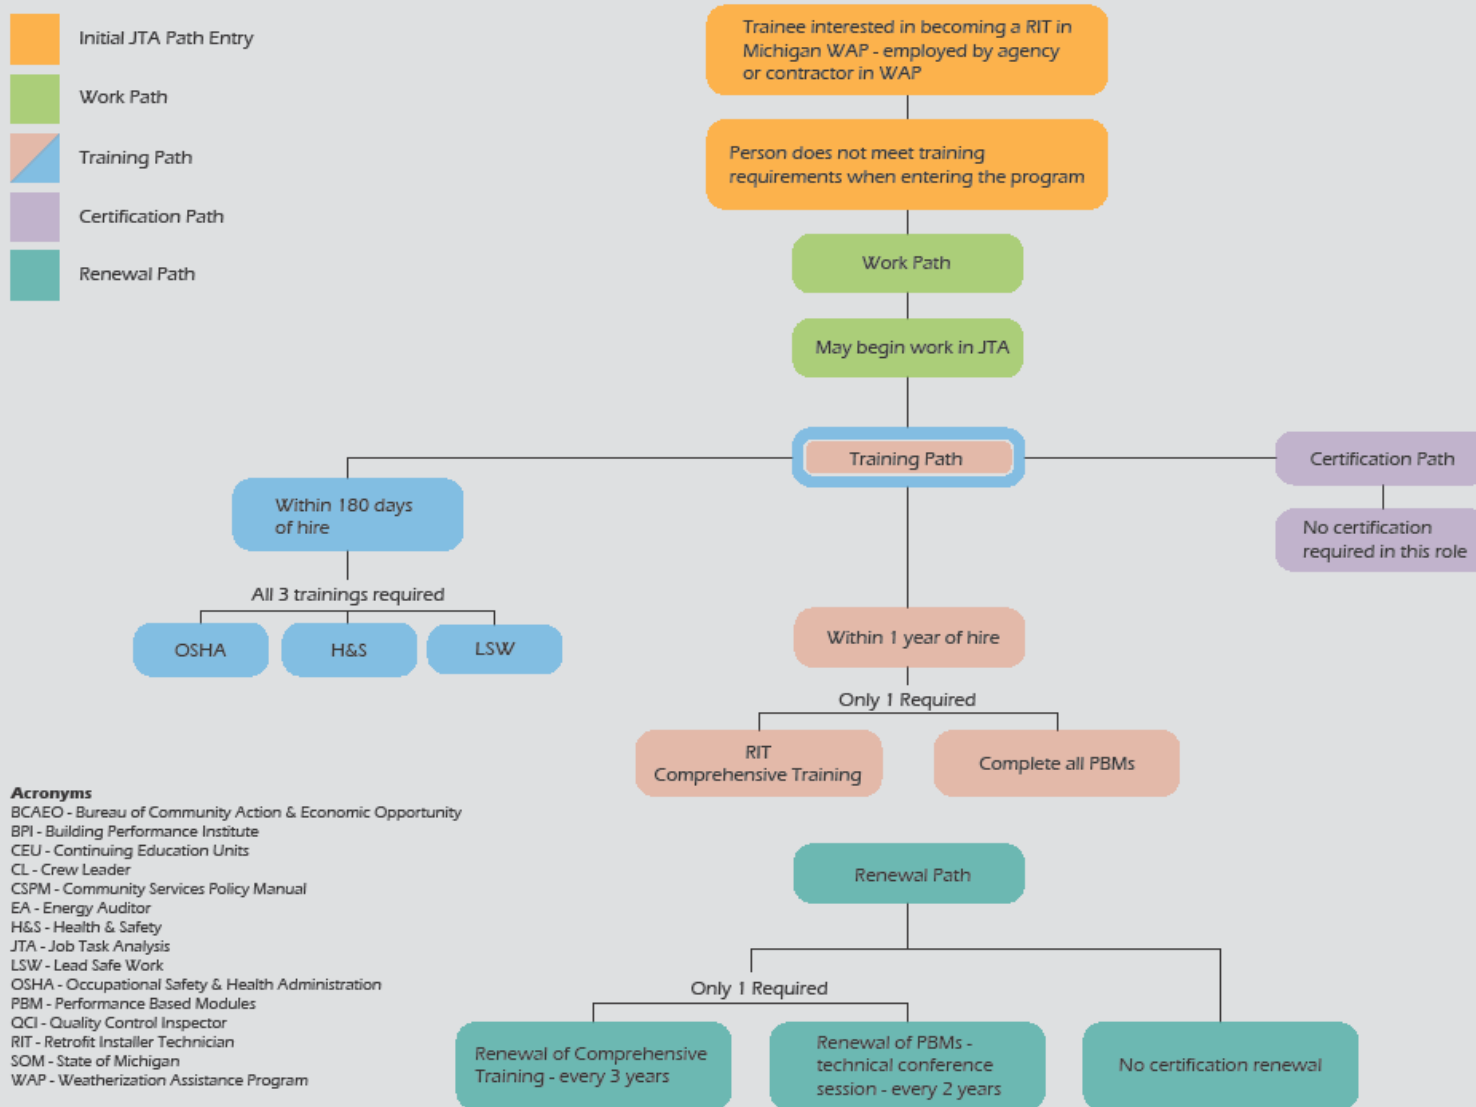 Initial JTA Path Entry
Work Path
Training Path
Certification Path
Renewal Path
Trainee interested in becoming a RIT in
Michigan WAP - employed by agency
or contractor in WAP
Person does not meet training
requirements when entering the program
Work Path
May begin work in JTA
Training Path
Certification Path
No certification
required in this role
Within 180 days
of hire
All 3 trainings required
OSHA
H&S
LSW
Within 1 year of hire
Only 1 Required
RIT
Comprehensive Training
Complete all PBMs
Renewal Path
Only 1 Required
Renewal of Comprehensive
Training - every 3 years
Renewal of PBMs -
technical conference
session - every 2 years
No certification renewal
Acronyms
BCAEO - Bureau of Community Action & Economic Opportunity
BPI - Building Performance Institute
CEU - Continuing Education Units
CL - Crew Leader
CSPM - Community Services Policy Manual
EA - Energy Auditor
H&S - Health & Safety
JTA - Job Task Analysis
LSW - Lead Safe Work
OSHA - Occupational Safety & Health Administration
PBM - Performance Based Modules
QCI - Quality Control Inspector
RIT - Retrofit Installer Technician
SOM - State of Michigan
WAP - Weatherization Assistance Program